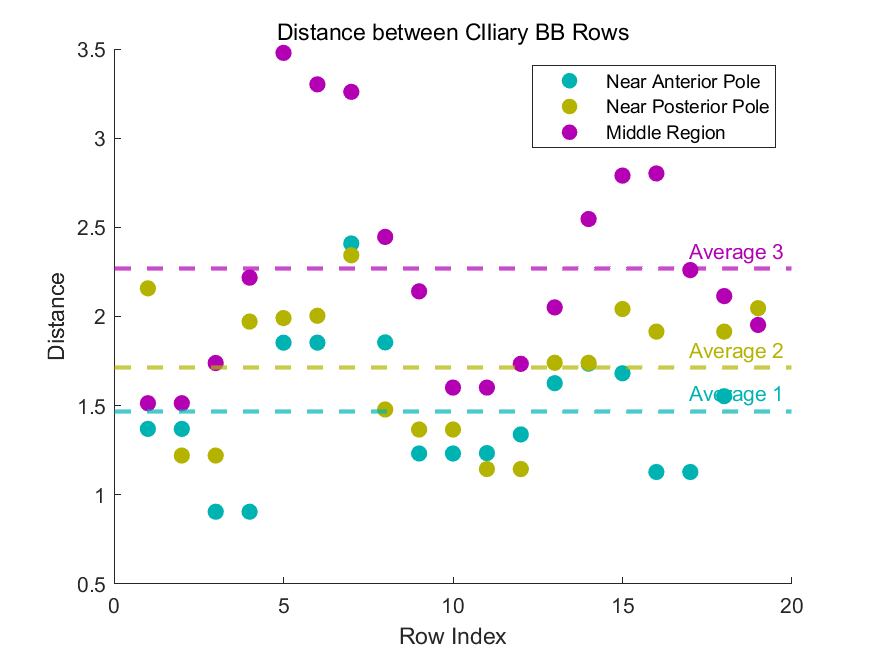 Distance between CIliary BB Rows
3.5
3
2.5
2
1.5
1
0.5
0
5
10
15
20
Distance
Row Index
Near Anterior Pole
Near Posterior Pole
Middle Region
Average 3
Average 2
Average 1